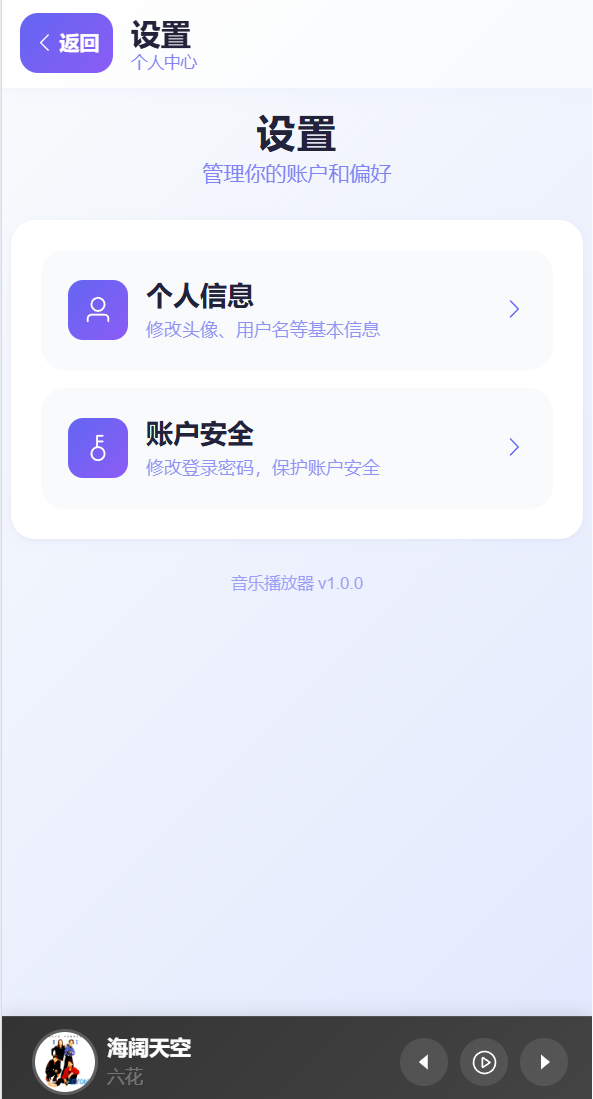 返回
设置
个人中心
设置
管理你的账户和偏好
个人信息
修改头像、用户名等基本信息
账户安全
修改登录密码，保护账户安全
音乐播放器 v1.0.0
海阔天空
六花